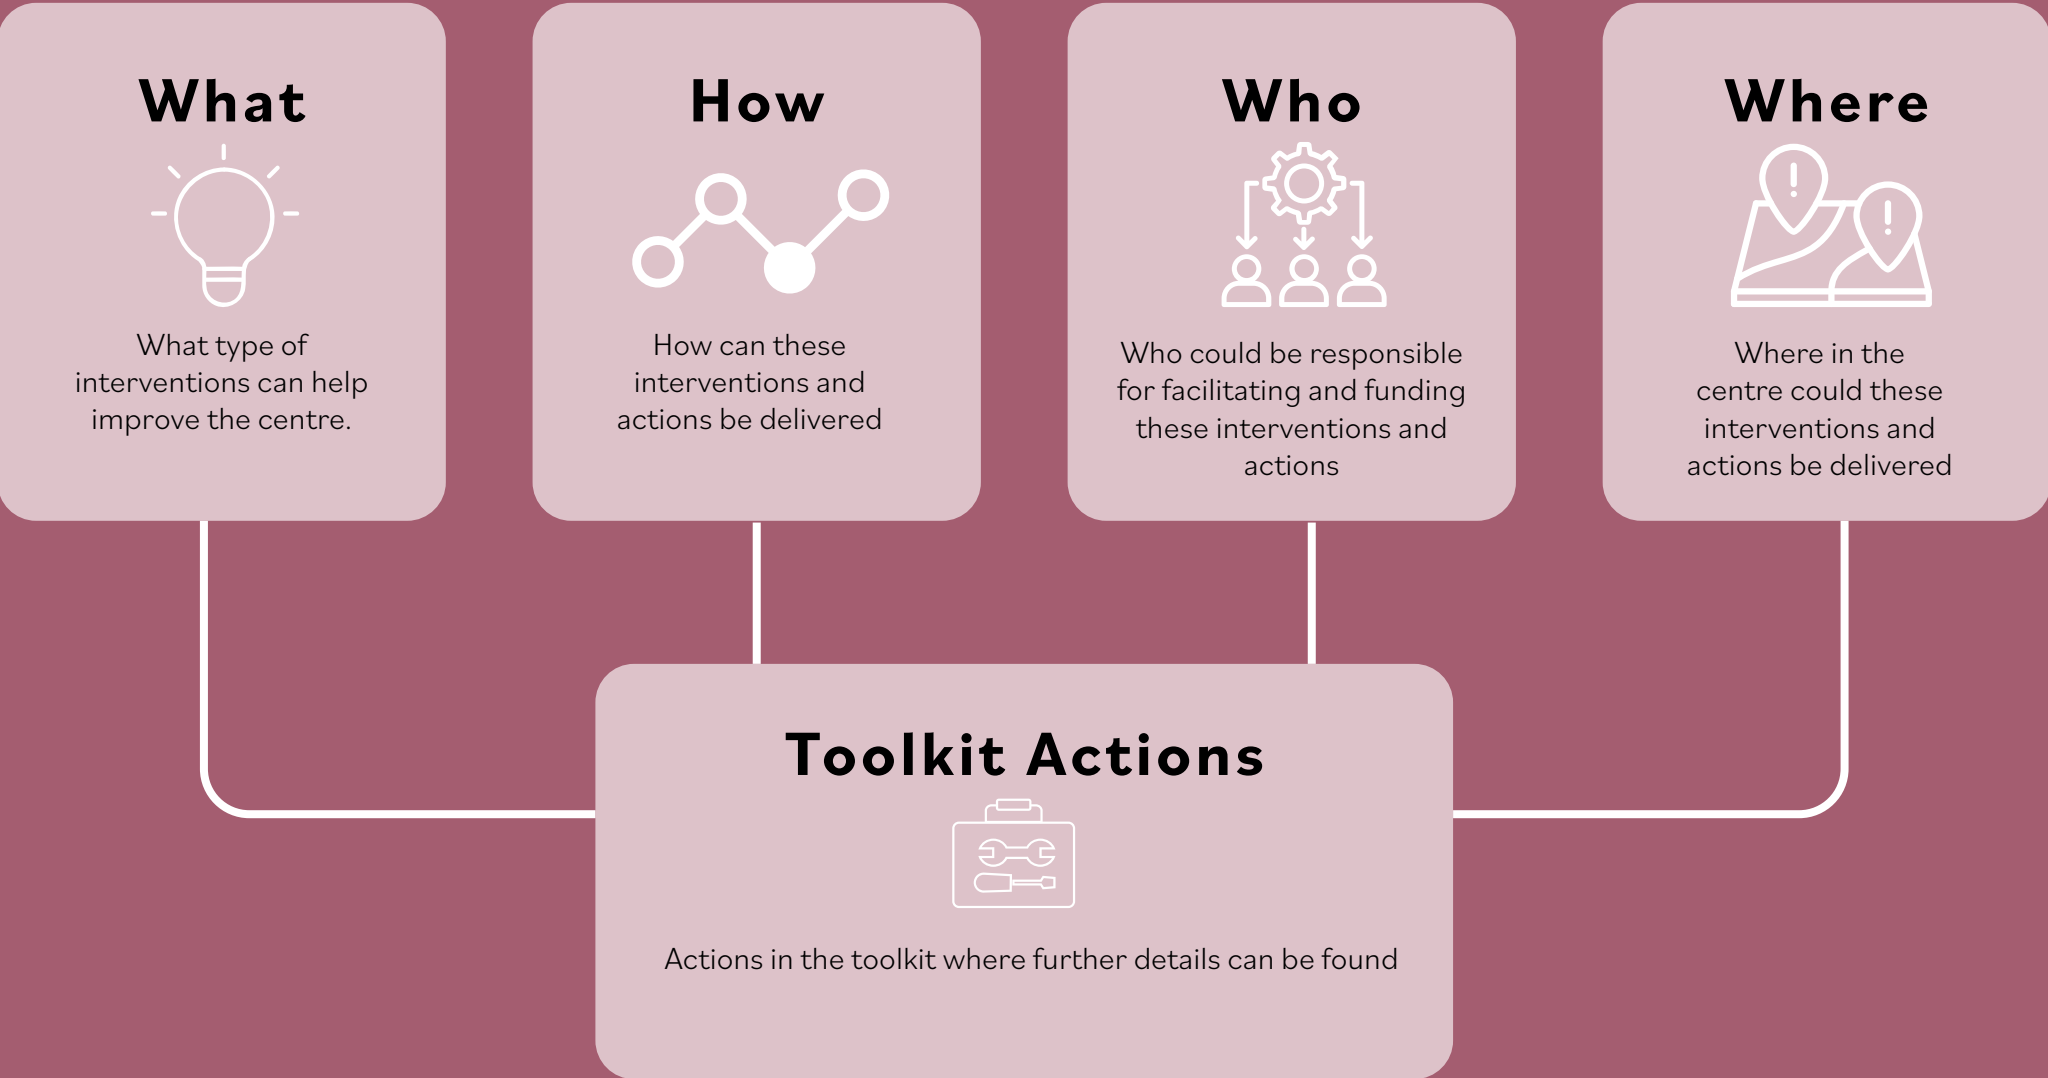 What
What type of
interventions can help
improve the centre.
How
How can these
interventions and
actions be delivered
Who
Who could be responsible
for facilitating and funding
these interventions and
actions
Where
Where in the
centre could these
interventions and
actions be delivered
Toolkit Actions
Actions in the toolkit where further details can be found